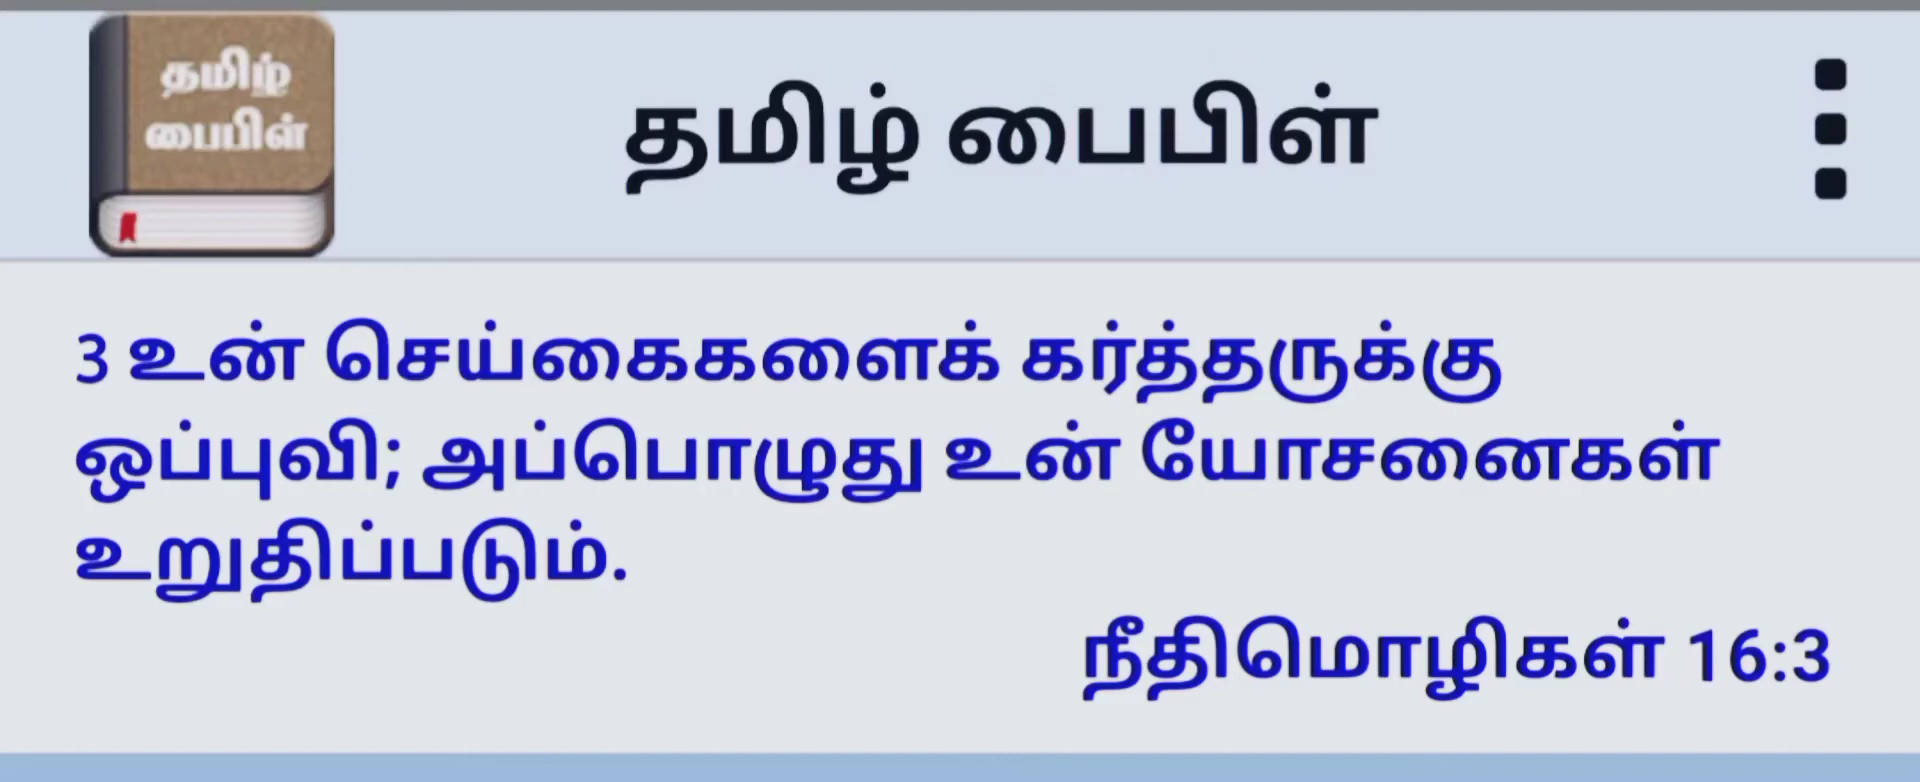 தமிழ்
பைபிள்
தமிழ் பைபிள்
3 உன் செய்கைகளைக் கர்த்தருக்கு
ஒப்புவி; அப்பொழுது உன் யோசனைகள்
உறுதிப்படும்.
நீதிமொழிகள் 16:3